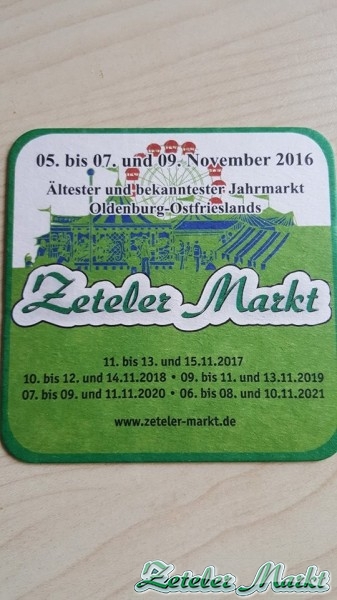 05. bis 07. und 09. November 2016
Ältester und bekanntester Jahrmarkt
Oldenburg-Ostfrieslands
Zeteler Markt
11. bis 13. und 15.11.2017
10. bis 12. und 14.11.2018 • 09. bis 11. und 13.11.2019
07. bis 09. und 11.11.2020 • 06. bis 08. und 10.11.2021
www.zeteler-markt.de
Zeteler Markt